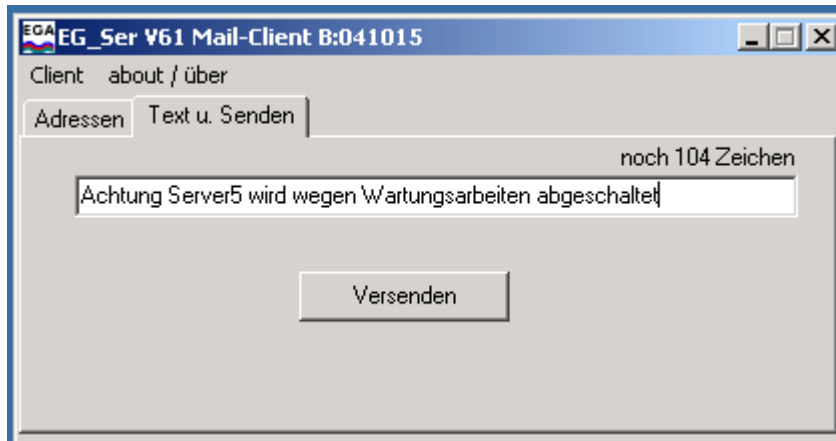 EGA EG_Ser V61 Mail-Client B:041015
Client about / über
Adressen Text u. Senden
noch 104 Zeichen
Achtung Server5 wird wegen Wartungsarbeiten abgeschaltet
Versenden